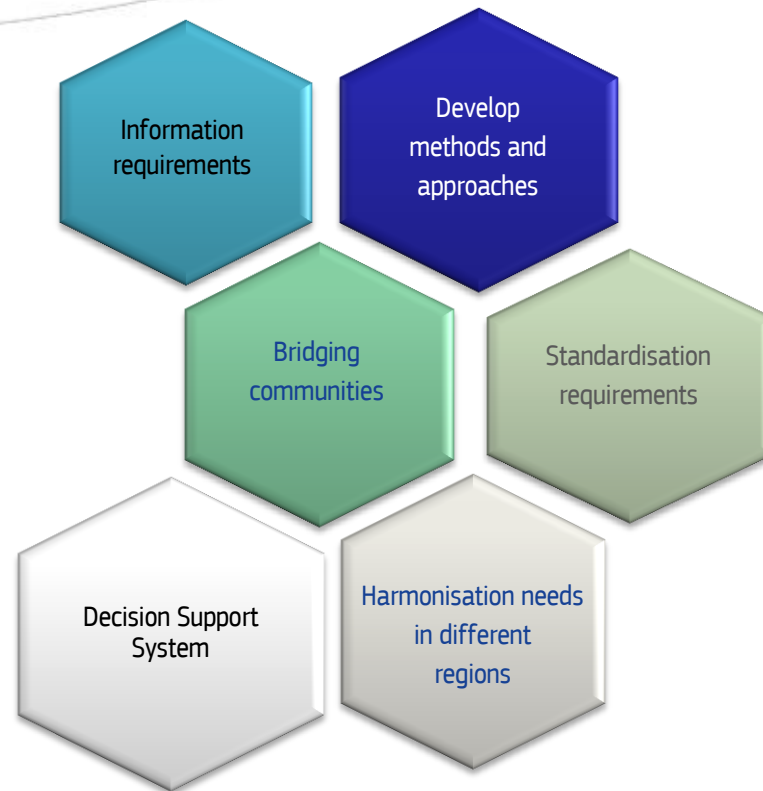 Information
requirements
Develop
methods and
approaches
Bridging
communities
Standardisation
requirements
Decision Support
System
Harmonisation needs
in different
regions